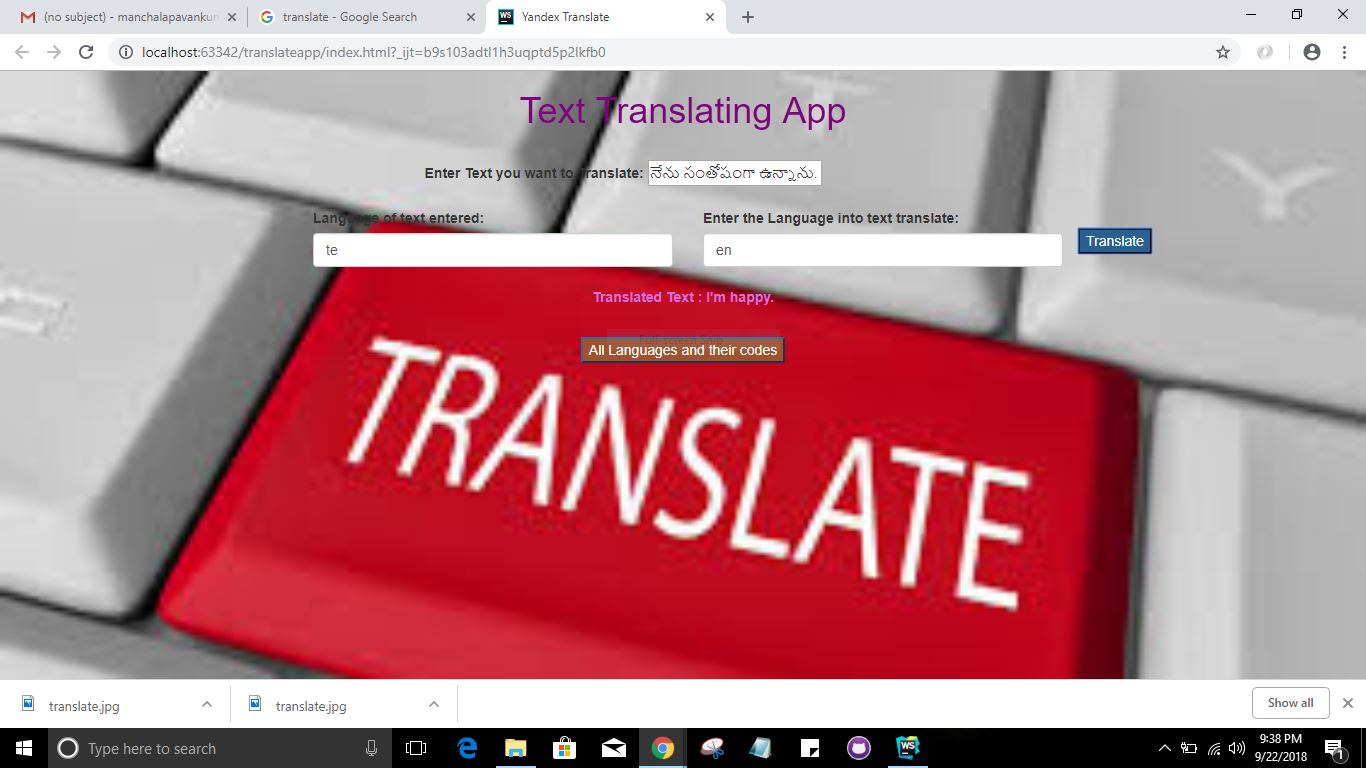 (no subject) - manchalapavankun
translate - Google Search
Yandex Translate
localhost:63342/translateapp/index.html?_ijt=b9s103adtl1h3uqptd5p2lkfb0
Text Translating App
Enter Text you want to Translate: నేను సంతోషంగా ఉన్నాను.
Language of text entered:
Enter the Language into text translate:
te
en
Translate
Translated Text : I'm happy.
All Languages and their codes
TRANSLATE
Y
translate.jpg
translate.jpg
Show all
Type here to search
9:38 PM
9/22/2018
1